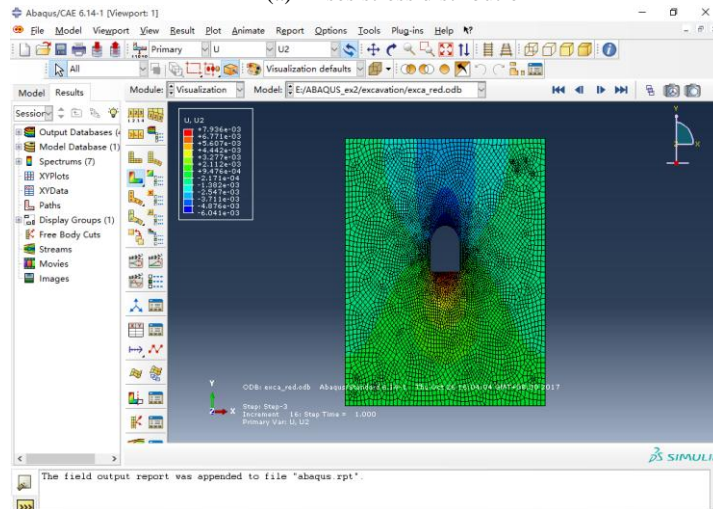 Abaqus/CAE 6.14-1 [Viewport: 1]
File Model Viewport View Result Plot Animate Report Options Tools Plug-ins Help
Primary U U2
All Visualization defaults
Model Results Module: Visualization Model: E:/ABAQUS_ex2/excavation/exca_red.odb
Session
Output Databases (
Model Database (1)
Spectrums (7)
XYPlots
XYData
Paths
Display Groups (1)
Free Body Cuts
Streams
Movies
Images
U, U2
+7.936e-03
+6.771e-03
+5.607e-03
+4.442e-03
+3.277e-03
+2.112e-03
+9.476e-04
-2.171e-04
-1.382e-03
-2.547e-03
-3.711e-03
-4.876e-03
-6.041e-03
Y
X
Y
Z X
ODB: exca_red.odb
2017
Step: Step-3
Increment 16: Step Time = 1.000
Primary Var: U, U2
SIMULI
The field output report was appended to file "abaqus.rpt".
>>>